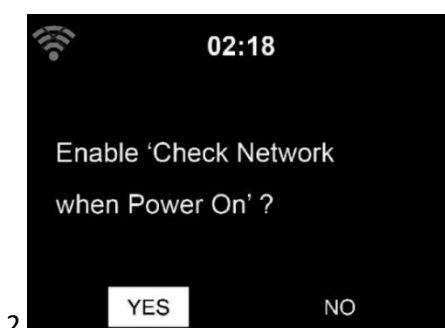 02:18
Enable ‘Check Network
when Power On’ ?
YES NO
2